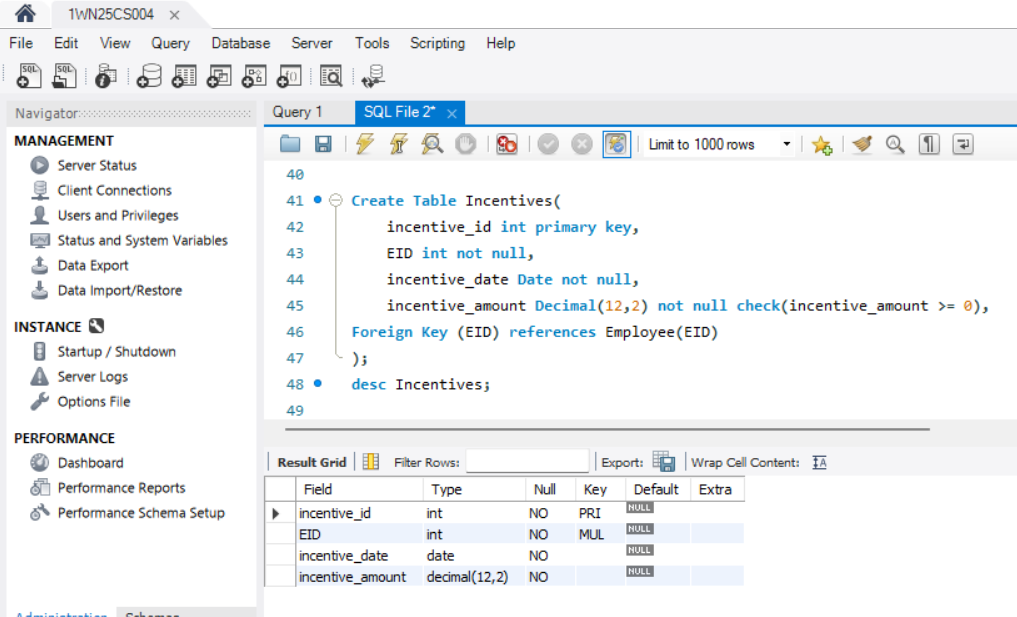 1WN25CS004 ×
File Edit View Query Database Server Tools Scripting Help
Navigator
MANAGEMENT
Server Status
Client Connections
Users and Privileges
Status and System Variables
Data Export
Data Import/Restore
INSTANCE
Startup / Shutdown
Server Logs
Options File
PERFORMANCE
Dashboard
Performance Reports
Performance Schema Setup
Administration Schemas
Query 1 SQL File 2* ×
Limit to 1000 rows
40
41 Create Table Incentives(
42 incentive_id int primary key,
43 EID int not null,
44 incentive_date Date not null,
45 incentive_amount Decimal(12,2) not null check(incentive_amount >= 0),
46 Foreign Key (EID) references Employee(EID)
47 );
48 desc Incentives;
49
Result Grid Filter Rows: Export: Wrap Cell Content: IA
Field Type Null Key Default Extra
incentive_id int NO PRI NULL
EID int NO MUL NULL
incentive_date date NO NULL
incentive_amount decimal(12,2) NO NULL